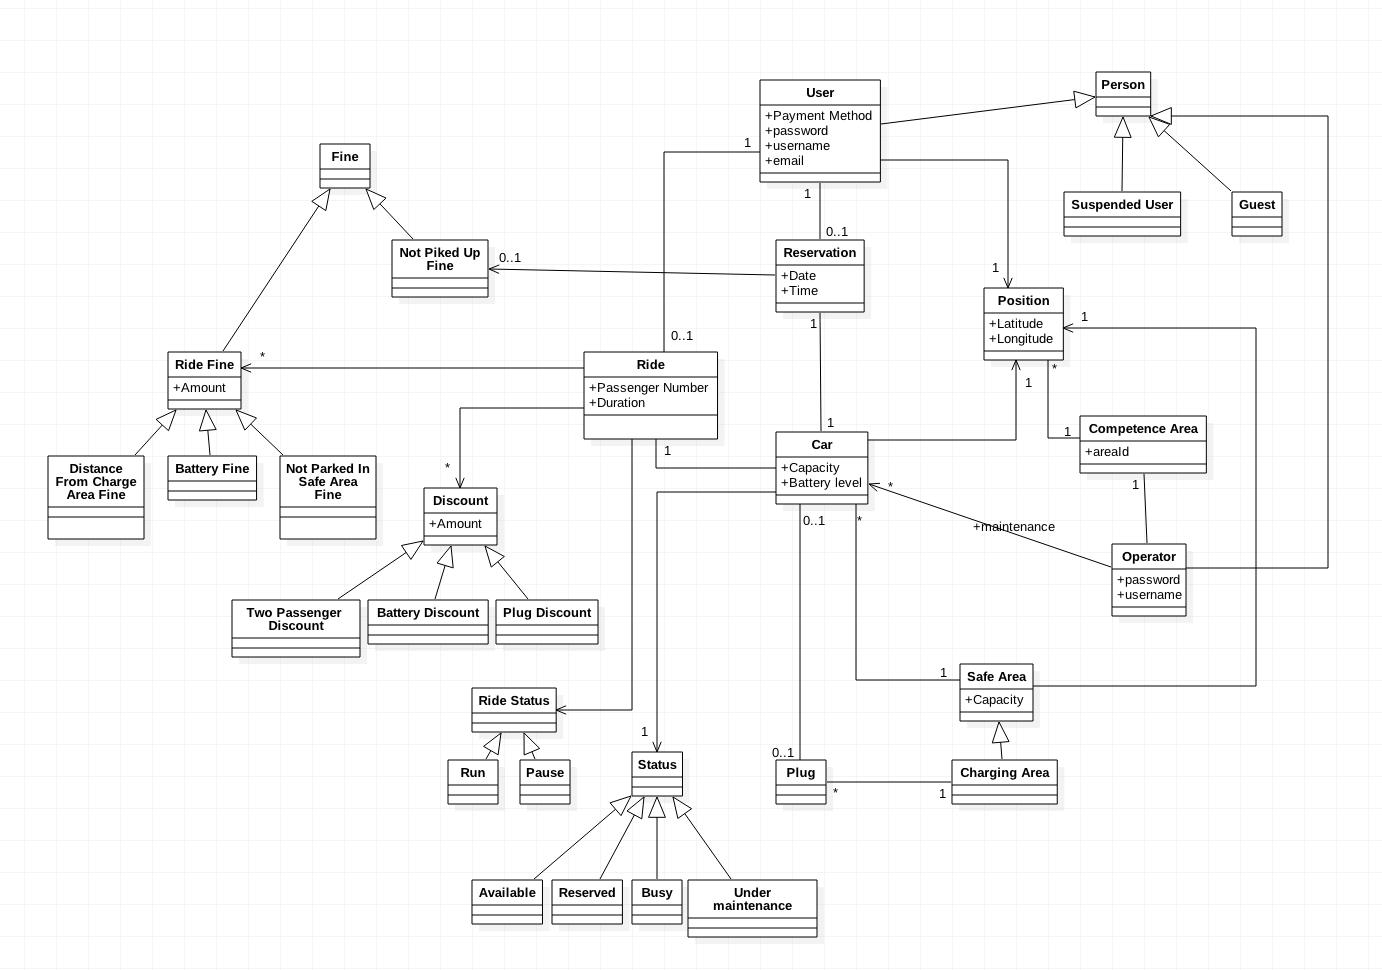 User
+Payment Method
+password
+username
+email
Person
1
Fine
Suspended User
Guest
1
0..1
Not Piked Up
Fine
0..1
Reservation
+Date
+Time
1
Position
+Latitude
+Longitude
1
1
0..1
*
Ride Fine
+Amount
Ride
+Passenger Number
+Duration
*
1
1
1
Competence Area
+areaId
1
Car
+Capacity
+Battery level
1
*
Distance
From Charge
Area Fine
Battery Fine
Not Parked In
Safe Area
Fine
1
*
Discount
+Amount
0..1
*
+maintenance
Operator
+password
+username
Two Passenger
Discount
Battery Discount
Plug Discount
1
Safe Area
+Capacity
Ride Status
1
0..1
Run
Pause
Status
Plug
*
1
Charging Area
Available
Reserved
Busy
Under
maintenance